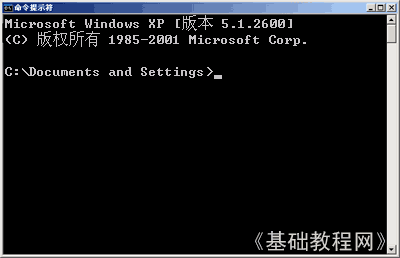 命令提示符
Microsoft Windows XP [版本 5.1.2600]
(C) 版权所有 1985-2001 Microsoft Corp.
C:\Documents and Settings>_
《基础教程网》